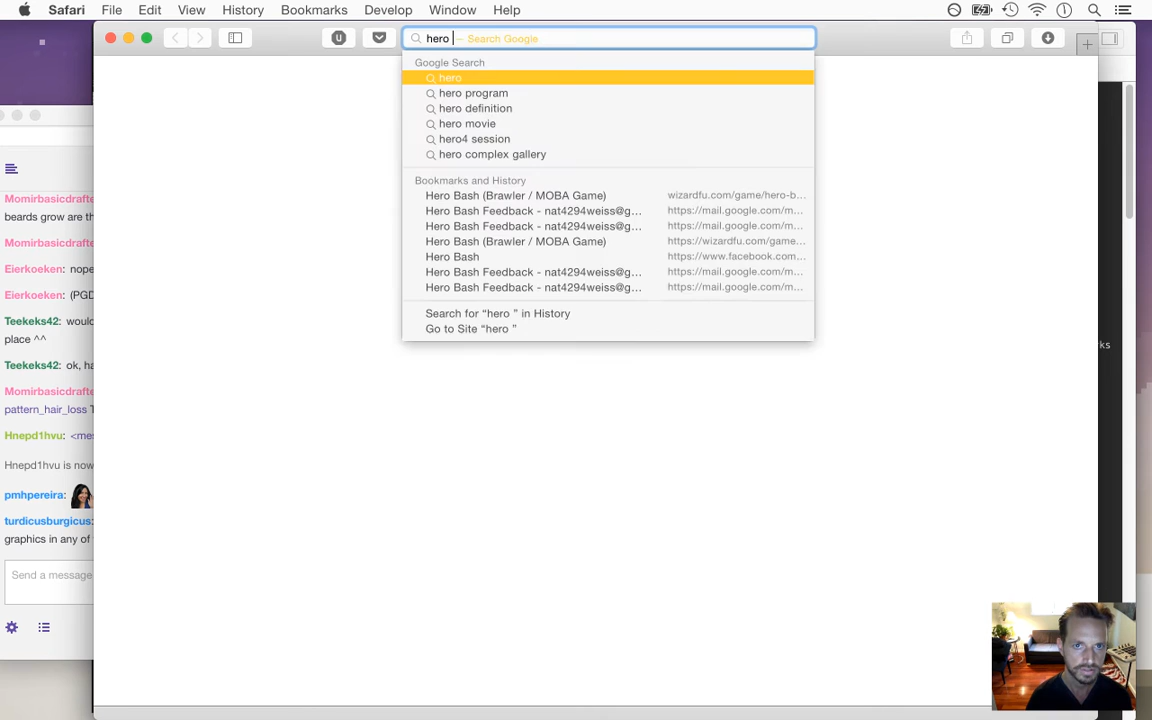 Safari File Edit View History Bookmarks Develop Window Help
hero — Search Google
Google Search
hero
hero program
hero definition
hero movie
hero4 session
hero complex gallery
Bookmarks and History
Hero Bash (Brawler / MOBA Game) wizardfu.com/game/hero-b...
Hero Bash Feedback - nat4294weiss@g... https://mail.google.com/m...
Hero Bash Feedback - nat4294weiss@g... https://mail.google.com/m...
Hero Bash (Brawler / MOBA Game) https://wizardfu.com/game...
Hero Bash https://www.facebook.com...
Hero Bash Feedback - nat4294weiss@g... https://mail.google.com/m...
Hero Bash Feedback - nat4294weiss@g... https://mail.google.com/m...
Search for “hero ” in History
Go to Site “hero ”
Momirbasicdrafte
beards grow are th
Momirbasicdrafte
Eierkoeken: nope
Eierkoeken: (PGD
Teekeks42: would
place ^^
Teekeks42: ok, ha
Momirbasicdrafte
pattern_hair_loss T
Hnepd1hvu: <me
Hnepd1hvu is now
pmhpereira:
turdicusburgicus:
graphics in any of
Send a message
rks